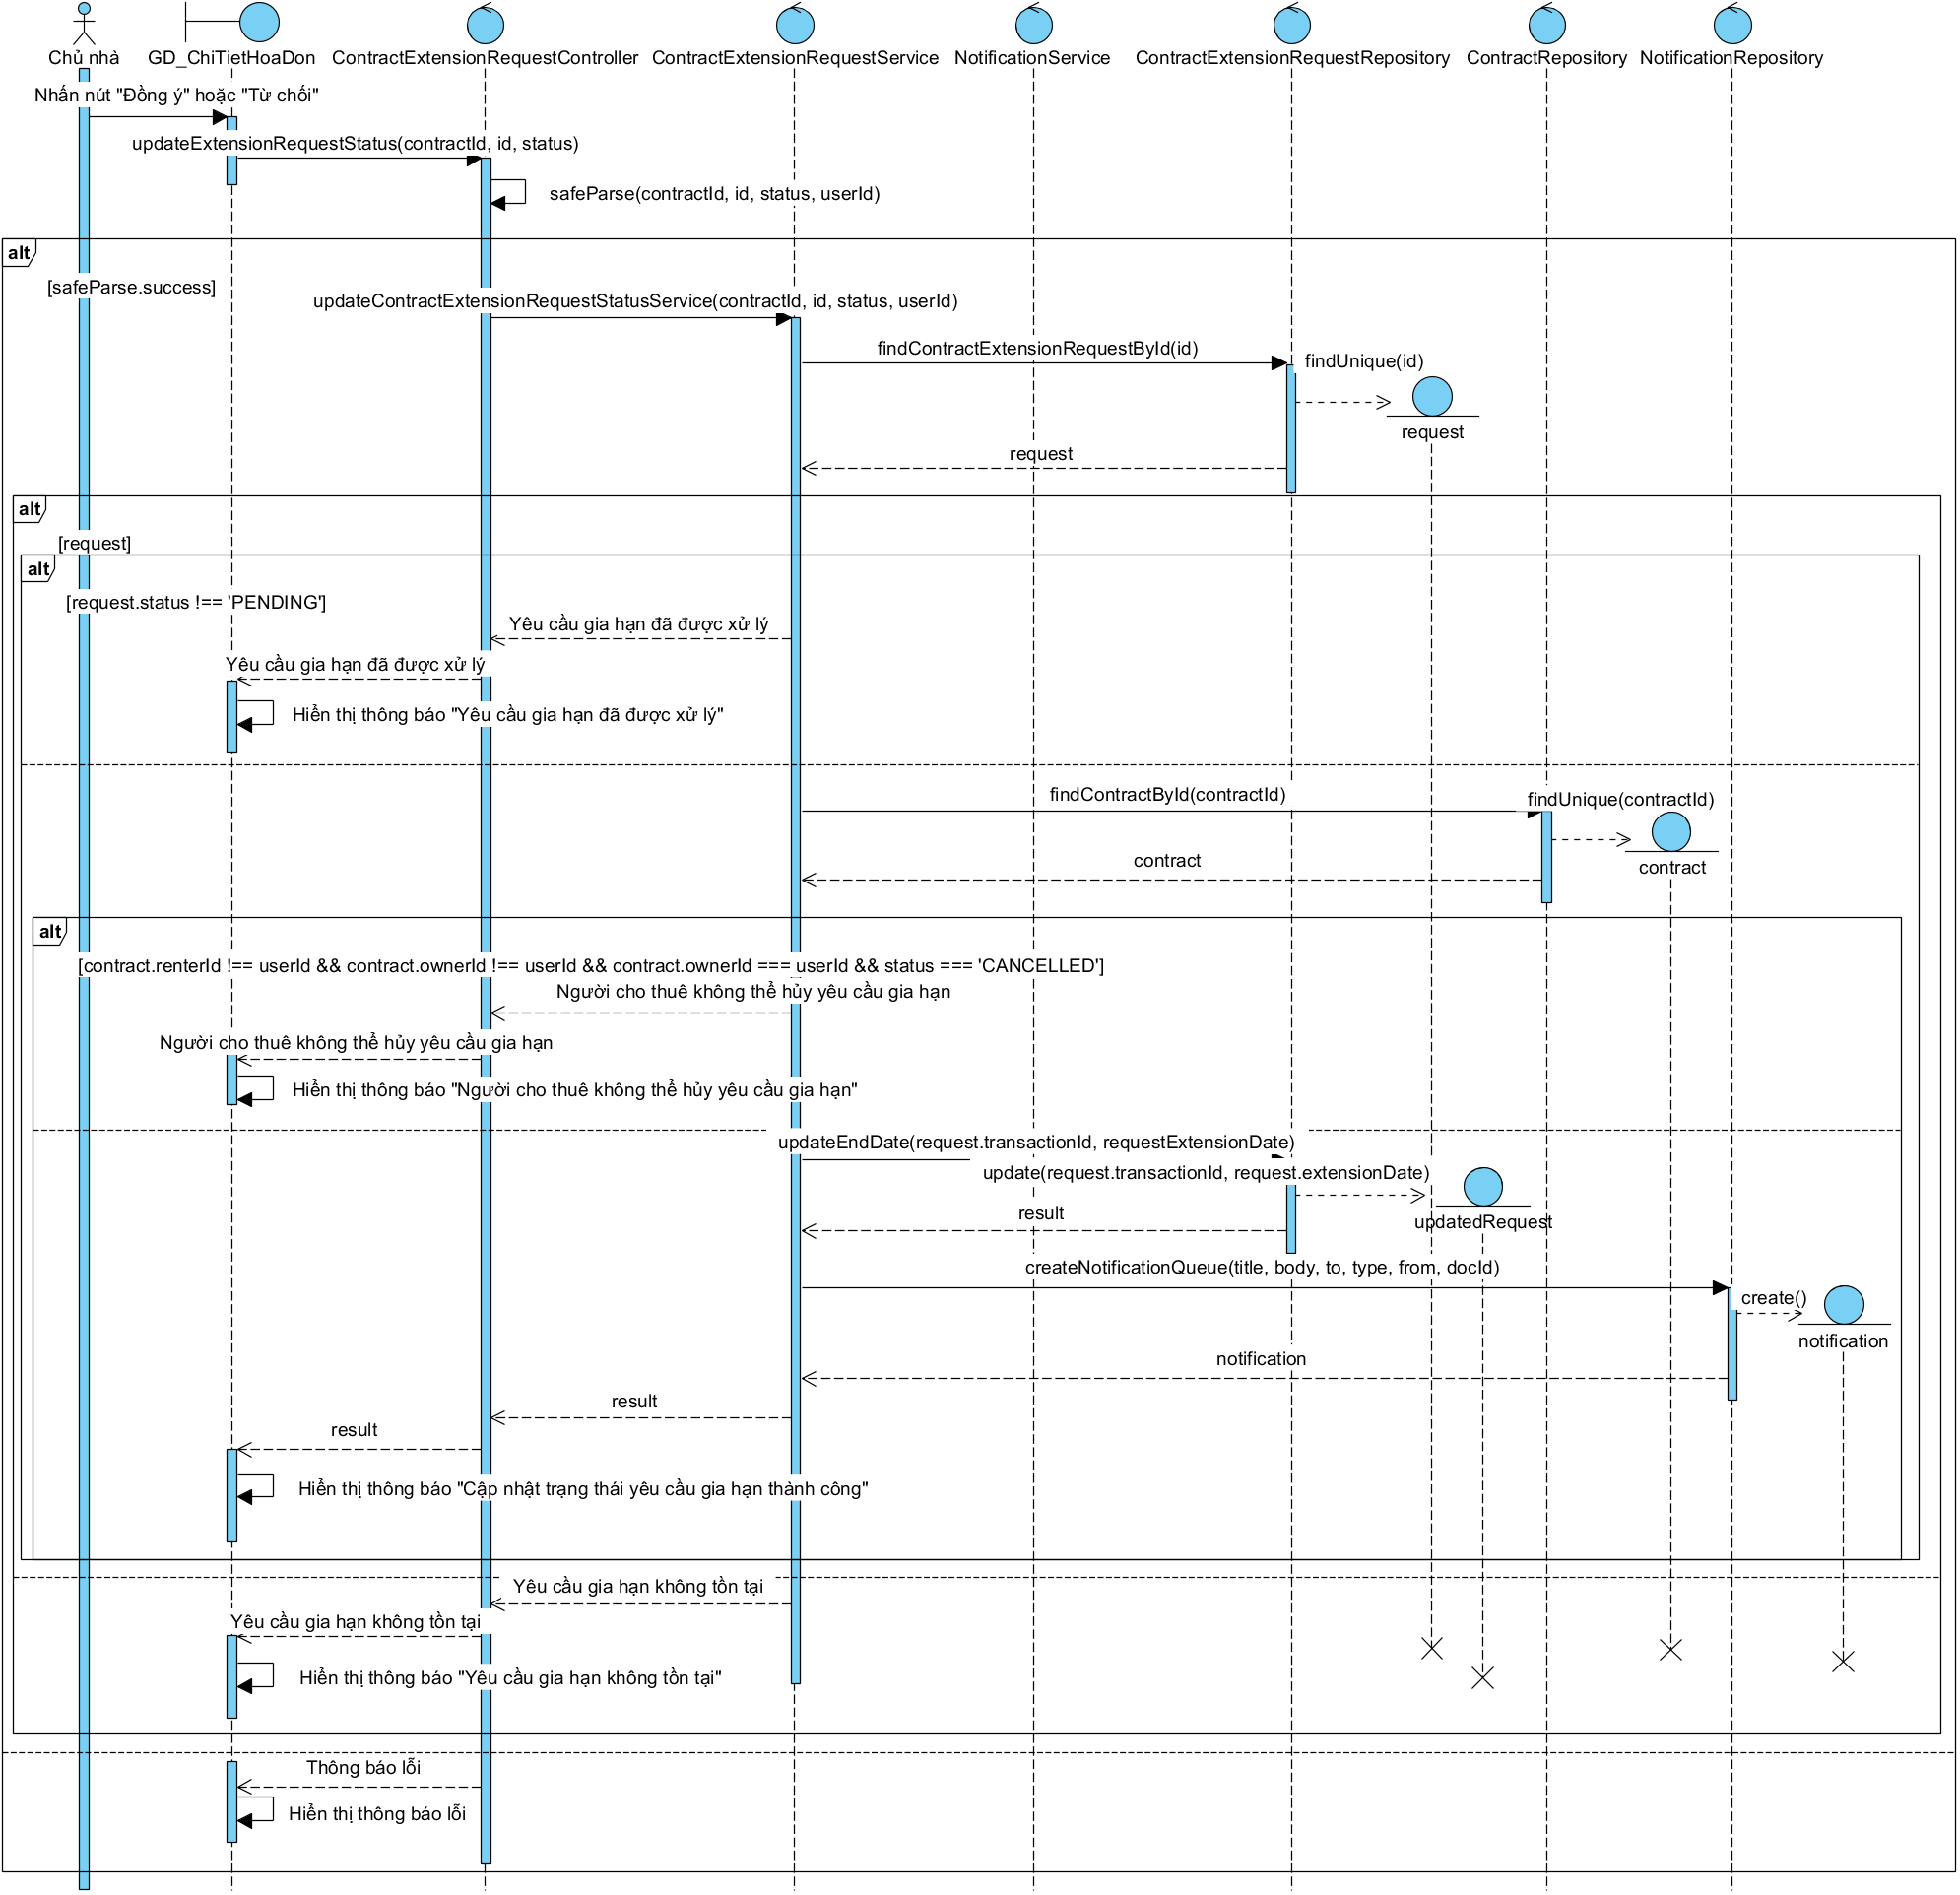 Chủ nhà
GD_ChiTietHoaDon
ContractExtensionRequestController
ContractExtensionRequestService
NotificationService
ContractExtensionRequestRepository
ContractRepository
NotificationRepository
Nhấn nút "Đồng ý" hoặc "Từ chối"
updateExtensionRequestStatus(contractId, id, status)
safeParse(contractId, id, status, userId)
alt
[safeParse.success]
updateContractExtensionRequestStatusService(contractId, id, status, userId)
findContractExtensionRequestById(id)
findUnique(id)
request
request
alt
[request]
alt
[request.status !== 'PENDING']
Yêu cầu gia hạn đã được xử lý
Yêu cầu gia hạn đã được xử lý
Hiển thị thông báo "Yêu cầu gia hạn đã được xử lý"
findContractById(contractId)
findUnique(contractId)
contract
contract
alt
[contract.renterId !== userId && contract.ownerId !== userId && contract.ownerId === userId && status === 'CANCELLED']
Người cho thuê không thể hủy yêu cầu gia hạn
Người cho thuê không thể hủy yêu cầu gia hạn
Hiển thị thông báo "Người cho thuê không thể hủy yêu cầu gia hạn"
updateEndDate(request.transactionId, requestExtensionDate)
update(request.transactionId, request.extensionDate)
result
updatedRequest
createNotificationQueue(title, body, to, type, from, docId)
create()
notification
notification
result
result
Hiển thị thông báo "Cập nhật trạng thái yêu cầu gia hạn thành công"
Yêu cầu gia hạn không tồn tại
Yêu cầu gia hạn không tồn tại
Hiển thị thông báo "Yêu cầu gia hạn không tồn tại"
Thông báo lỗi
Hiển thị thông báo lỗi